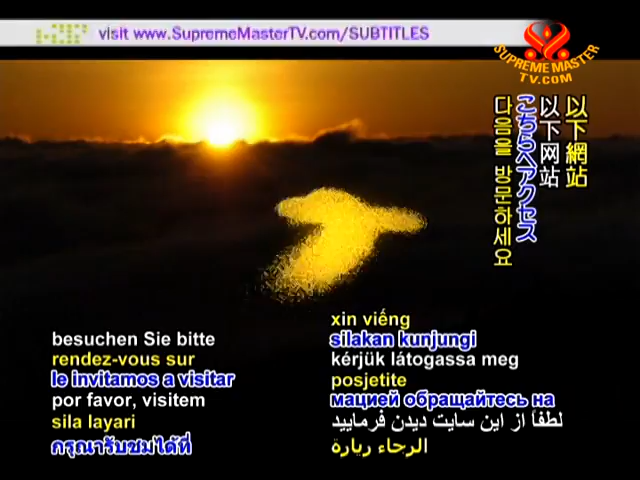 visit www.SupremeMasterTV.com/SUBTITLES
SUPREME MASTER
TV.COM
以下網站
以下网站
こちらへアクセス
다음을 방문하세요
besuchen Sie bitte
rendez-vous sur
le invitamos a visitar
por favor, visitem
sila layari
กรุณารับชมได้ที่
xin viếng
silakan kunjungi
kérjük látogassa meg
posjetite
мацией обращайтесь на
لطفاً از این سایت دیدن فرمایید
الرجاء زيارة